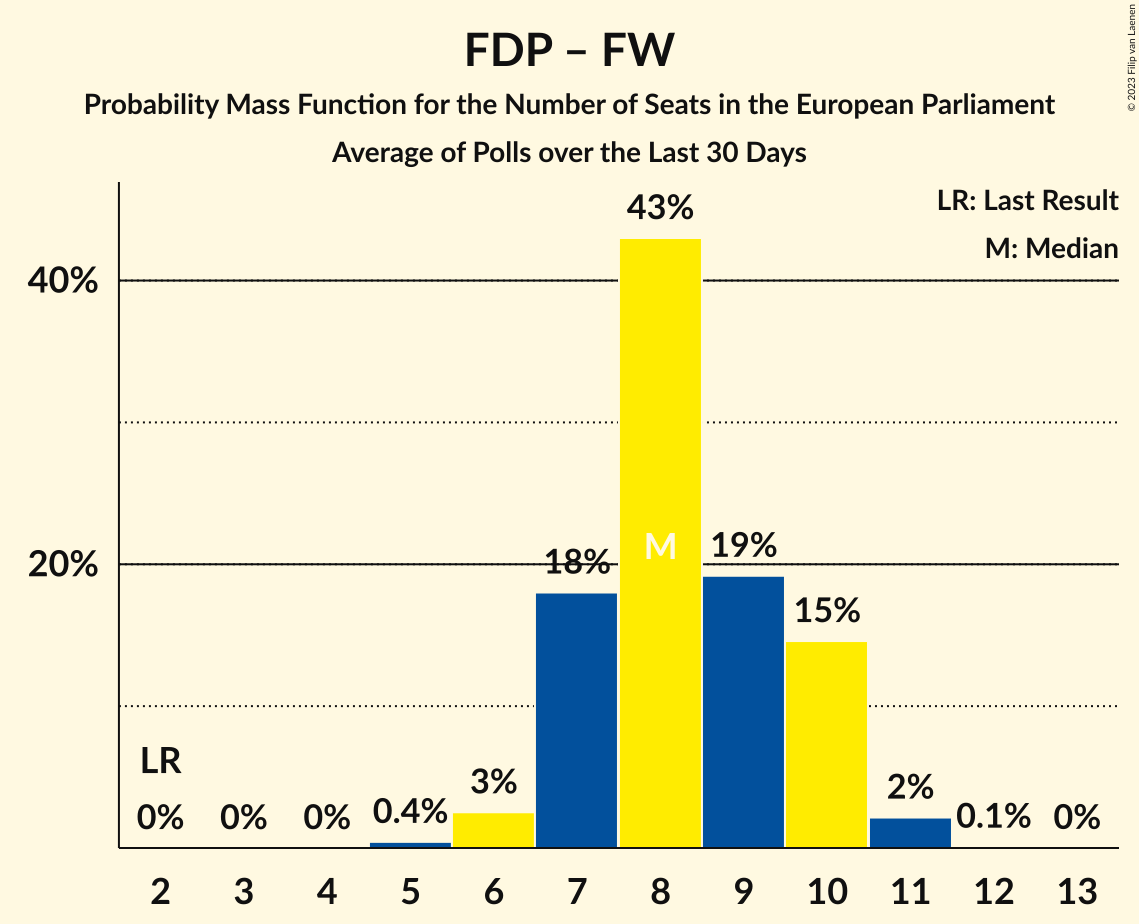 FDP – FW
Probability Mass Function for the Number of Seats in the European Parliament
Average of Polls over the Last 30 Days
© 2023 Filip van Laenen
LR: Last Result
M: Median
43%
40%
M
19%
18%
20%
15%
LR
3%
2%
0% 0% 0% 0.4% 0.1% 0%
2 3 4 5 6 7 8 9 10 11 12 13